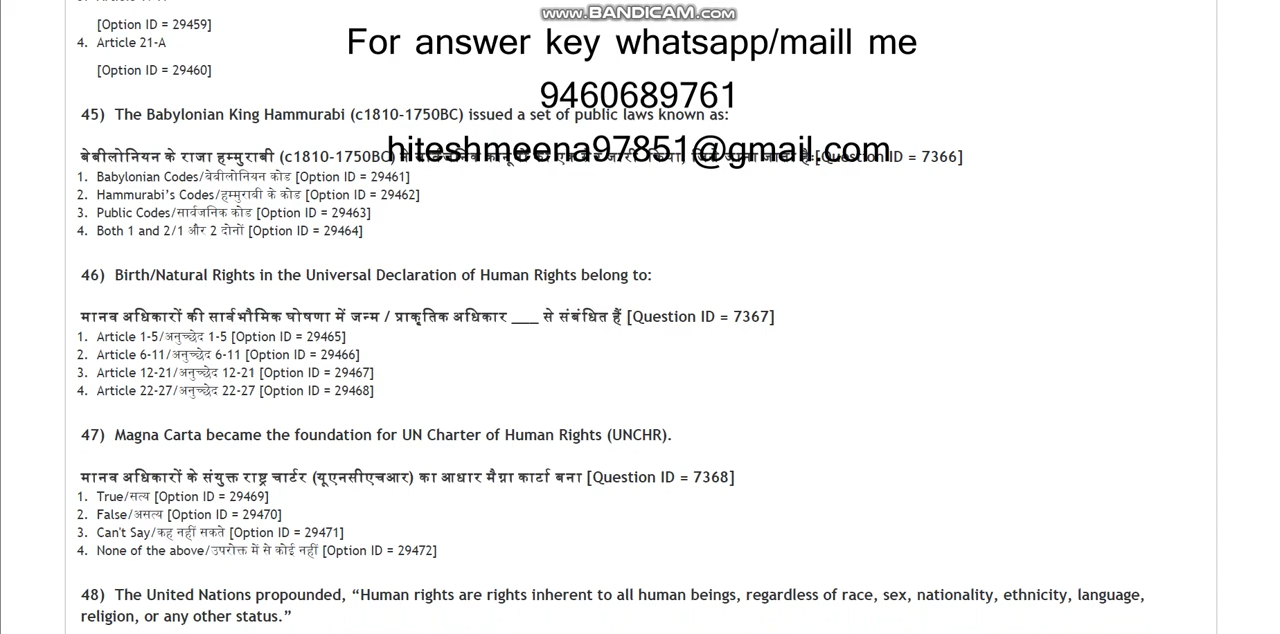 www.BANDICAM.com
[Option ID = 29459]
4. Article 21-A
[Option ID = 29460]
For answer key whatsapp/maill me
9460689761
hiteshmeena97851@gmail.com
45) The Babylonian King Hammurabi (c1810-1750BC) issued a set of public laws known as:
बेबीलोनियन के राजा हम्मुराबी (c1810-1750BC) ने सार्वजनिक कानूनों का एक सेट जारी किया, जिसे जाना जाता है: [Question ID = 7366]
1. Babylonian Codes/बेबीलोनियन कोड [Option ID = 29461]
2. Hammurabi’s Codes/हम्मुराबी के कोड [Option ID = 29462]
3. Public Codes/सार्वजनिक कोड [Option ID = 29463]
4. Both 1 and 2/1 और 2 दोनों [Option ID = 29464]
46) Birth/Natural Rights in the Universal Declaration of Human Rights belong to:
मानव अधिकारों की सार्वभौमिक घोषणा में जन्म / प्राकृतिक अधिकार ___ से संबंधित हैं [Question ID = 7367]
1. Article 1-5/अनुच्छेद 1-5 [Option ID = 29465]
2. Article 6-11/अनुच्छेद 6-11 [Option ID = 29466]
3. Article 12-21/अनुच्छेद 12-21 [Option ID = 29467]
4. Article 22-27/अनुच्छेद 22-27 [Option ID = 29468]
47) Magna Carta became the foundation for UN Charter of Human Rights (UNCHR).
मानव अधिकारों के संयुक्त राष्ट्र चार्टर (यूएनसीएचआर) का आधार मैग्ना कार्टा बना [Question ID = 7368]
1. True/सत्य [Option ID = 29469]
2. False/असत्य [Option ID = 29470]
3. Can't Say/कह नहीं सकते [Option ID = 29471]
4. None of the above/उपरोक्त में से कोई नहीं [Option ID = 29472]
48) The United Nations propounded, “Human rights are rights inherent to all human beings, regardless of race, sex, nationality, ethnicity, language,
religion, or any other status.”